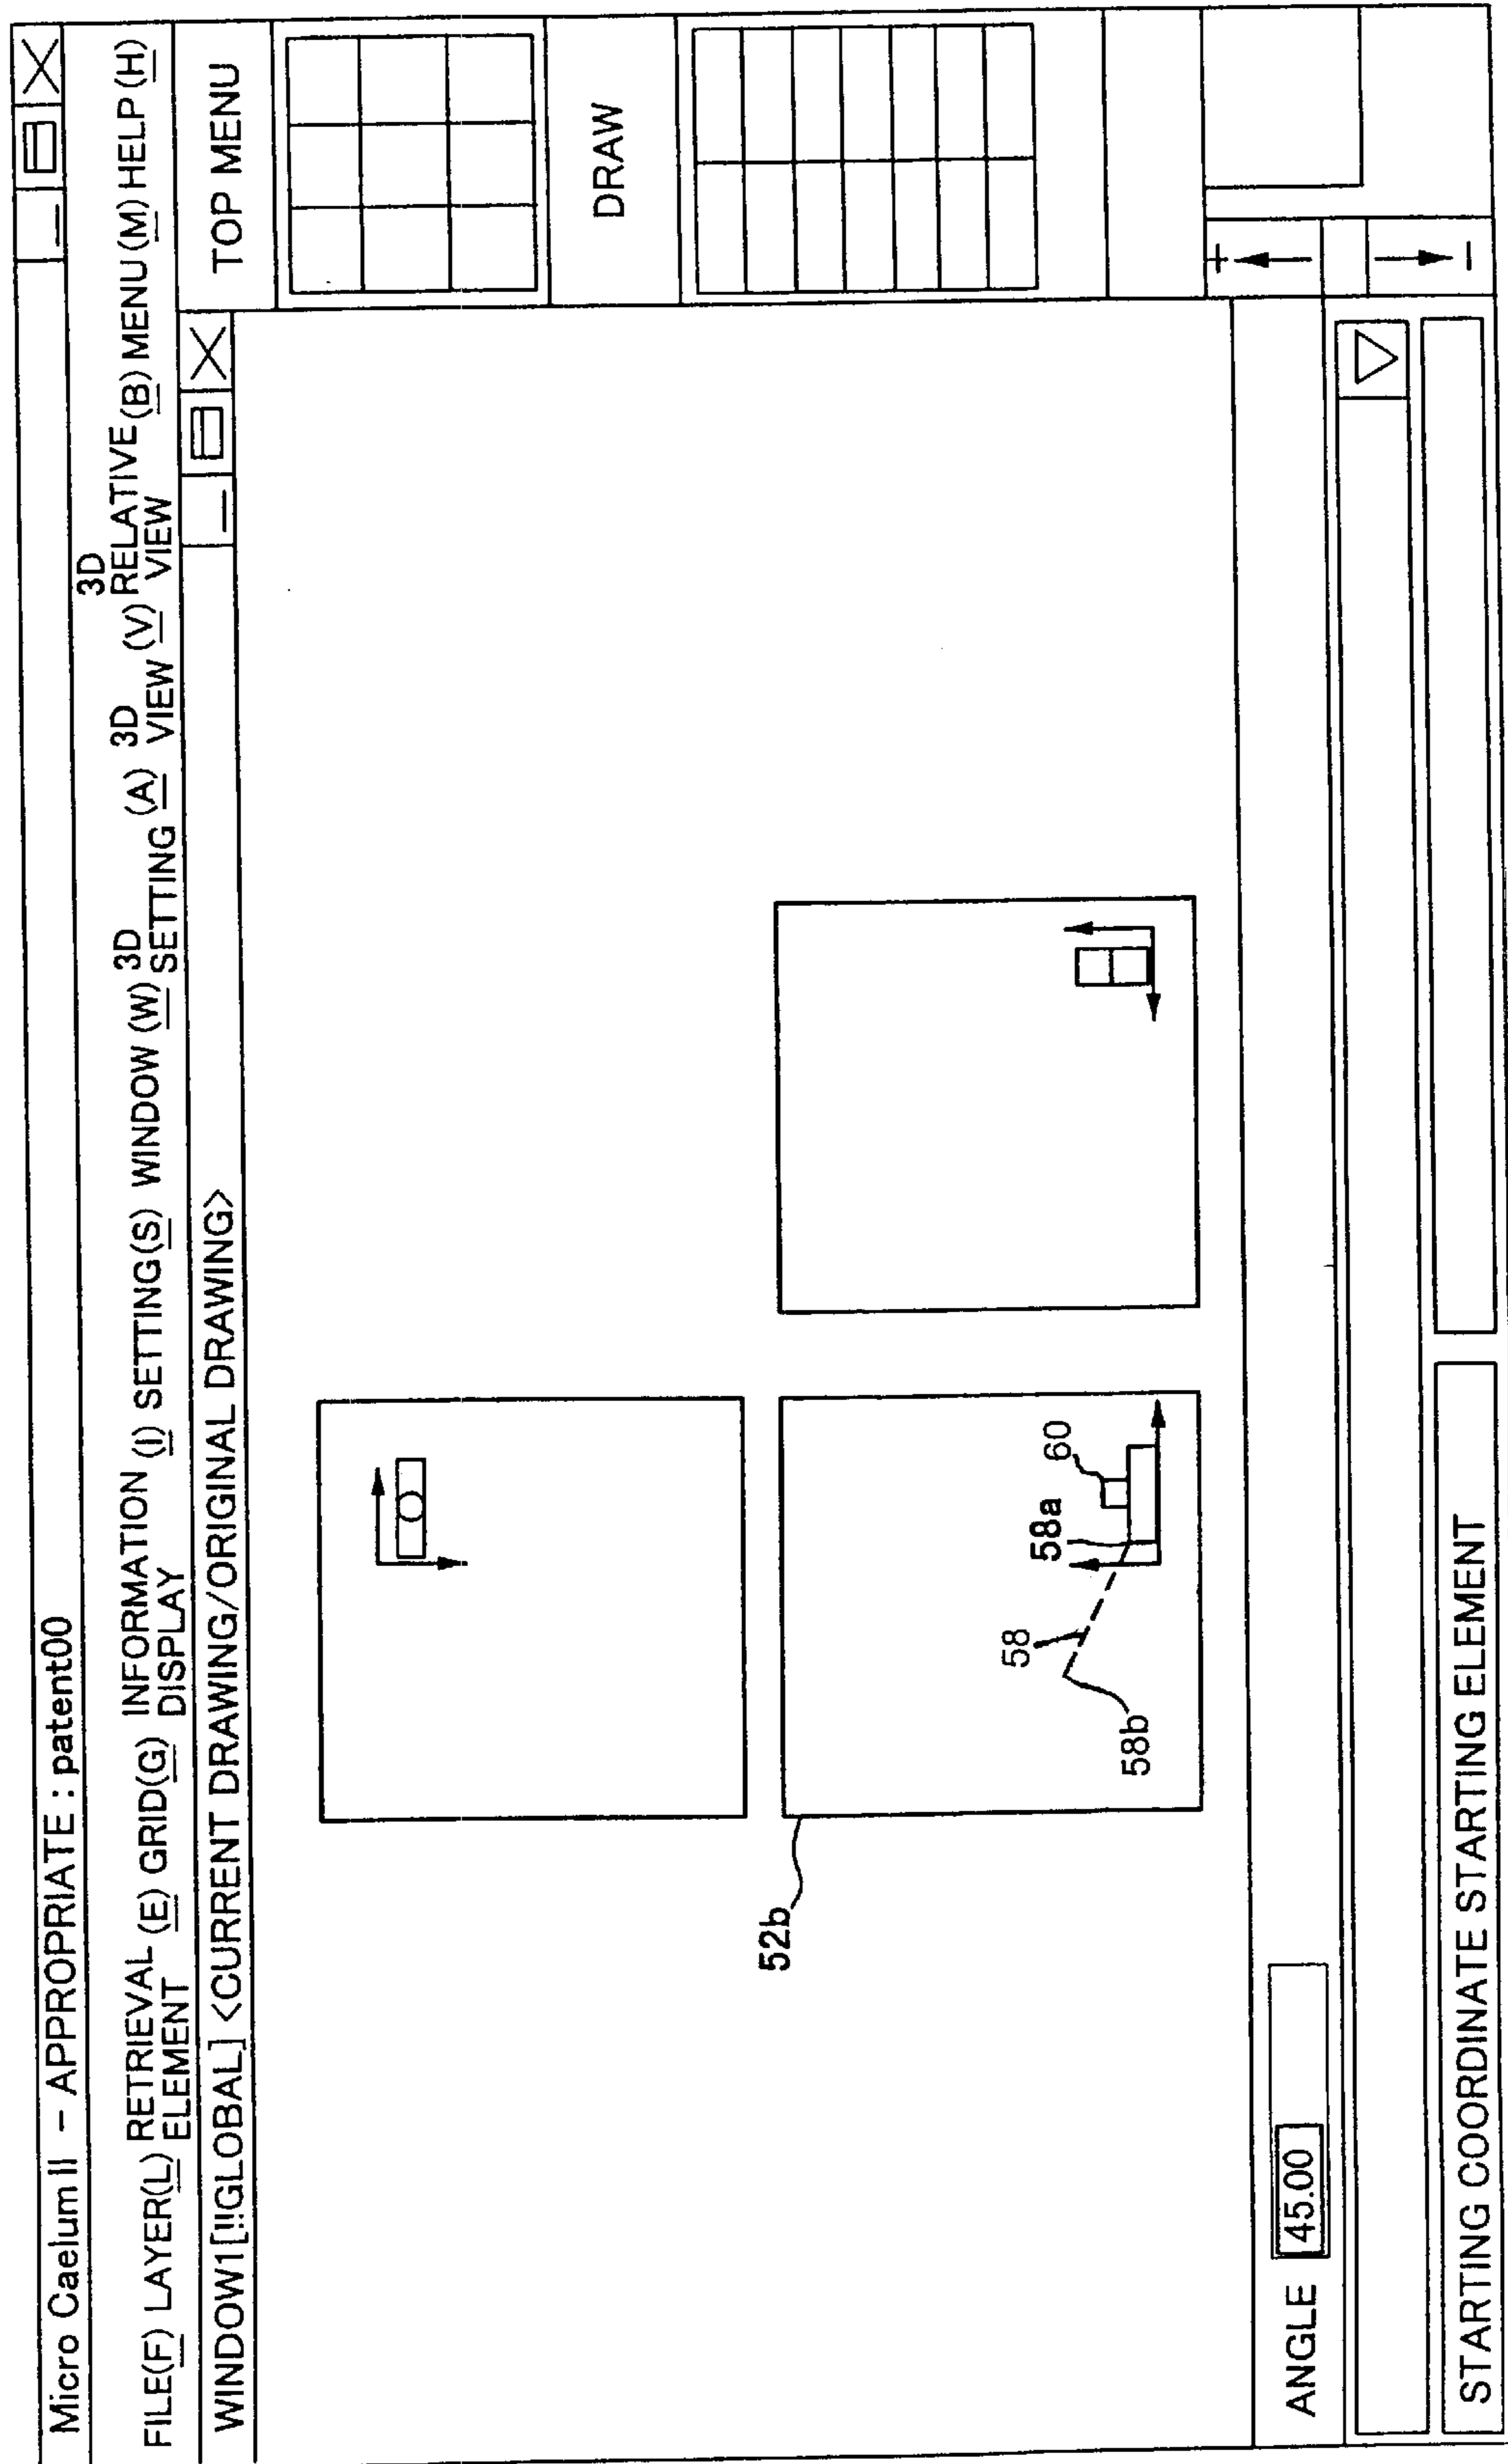 Micro Caelum II – APPROPRIATE : patent00
FILE(F) LAYER(L) RETRIEVAL ELEMENT (E) GRID(G) INFORMATION DISPLAY (I) SETTING(S) WINDOW (W) 3D SETTING (A) 3D VIEW (V) 3D RELATIVE VIEW (B) MENU(M) HELP(H)
WINDOW1[!!GLOBAL] <CURRENT DRAWING/ORIGINAL DRAWING>
TOP MENU
DRAW
52b
58
58a
58b
60
+
–
ANGLE 45.00
STARTING COORDINATE STARTING ELEMENT